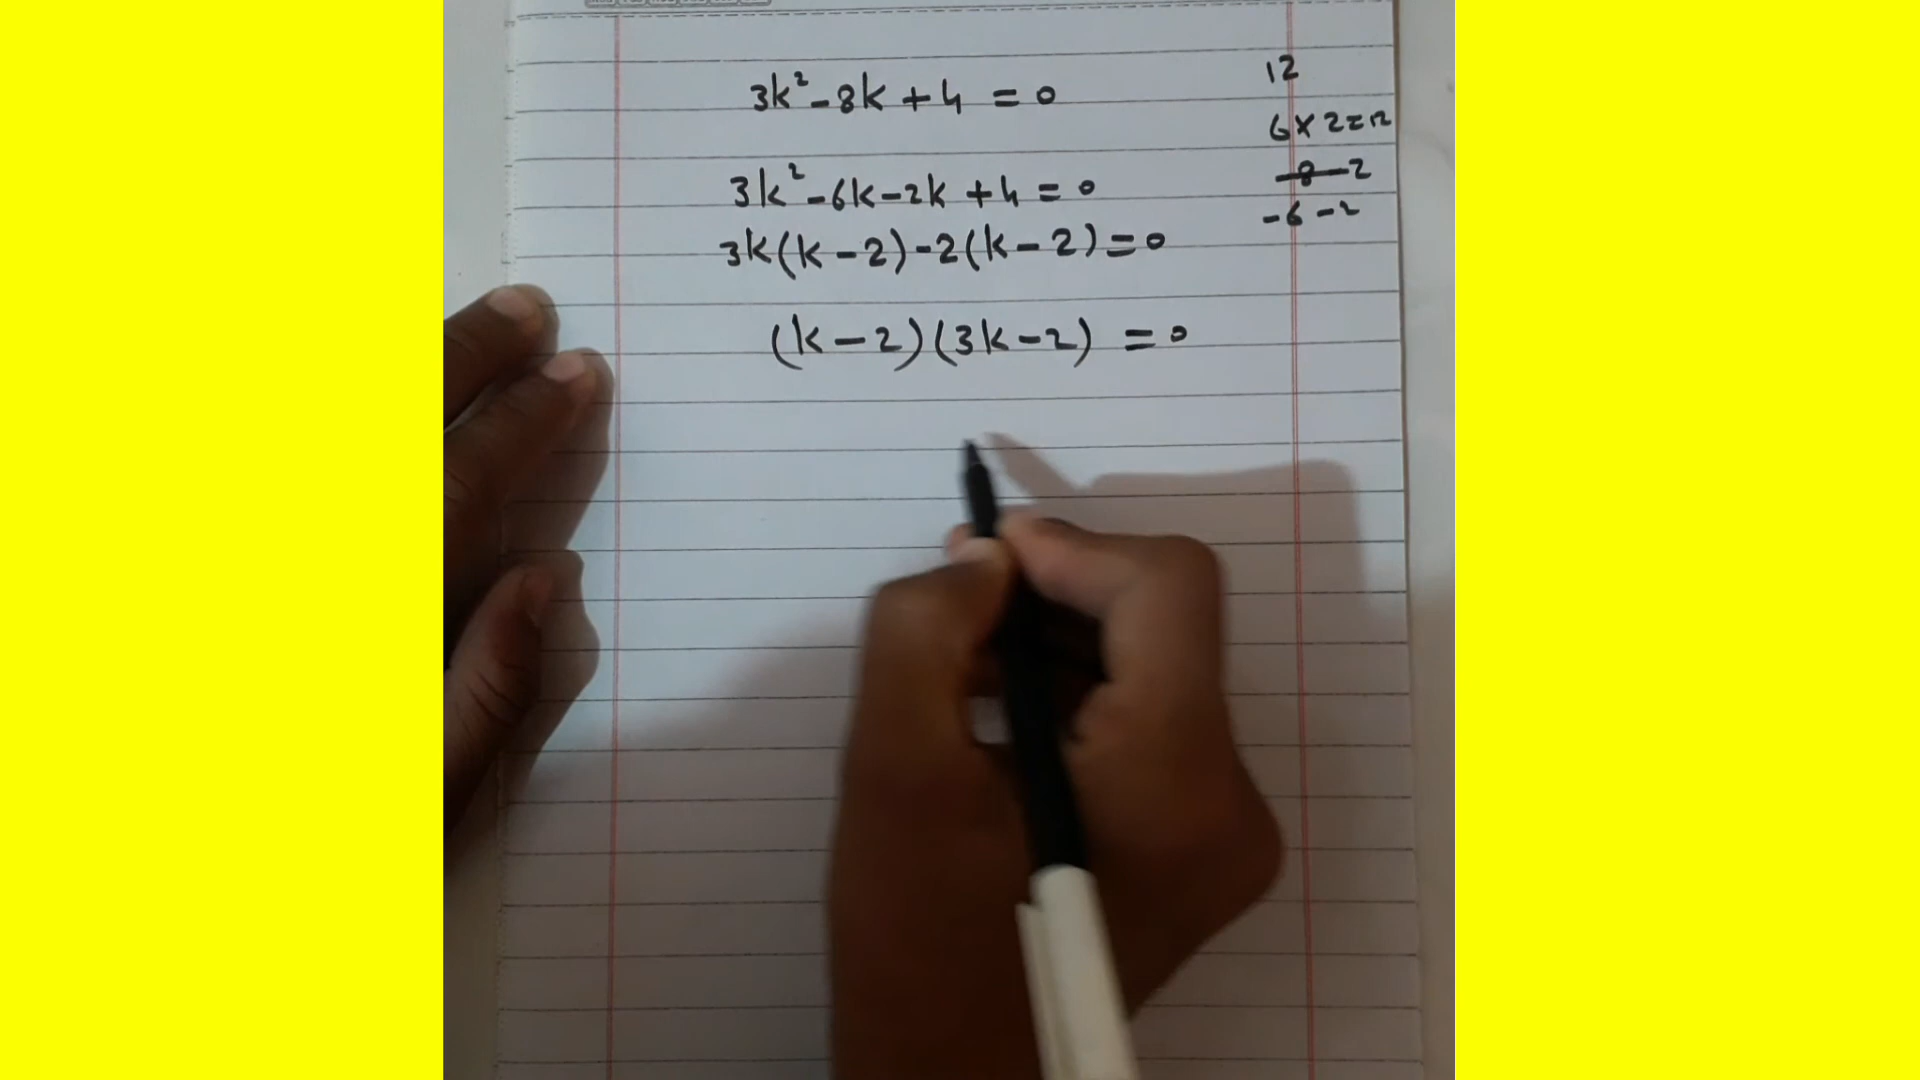 3k² - 8k + 4 = 0
12
6 × 2 = 12
3k² - 6k - 2k + 4 = 0
8 - 2
-6 - 2
3k(k - 2) - 2(k - 2) = 0
(k - 2)(3k - 2) = 0